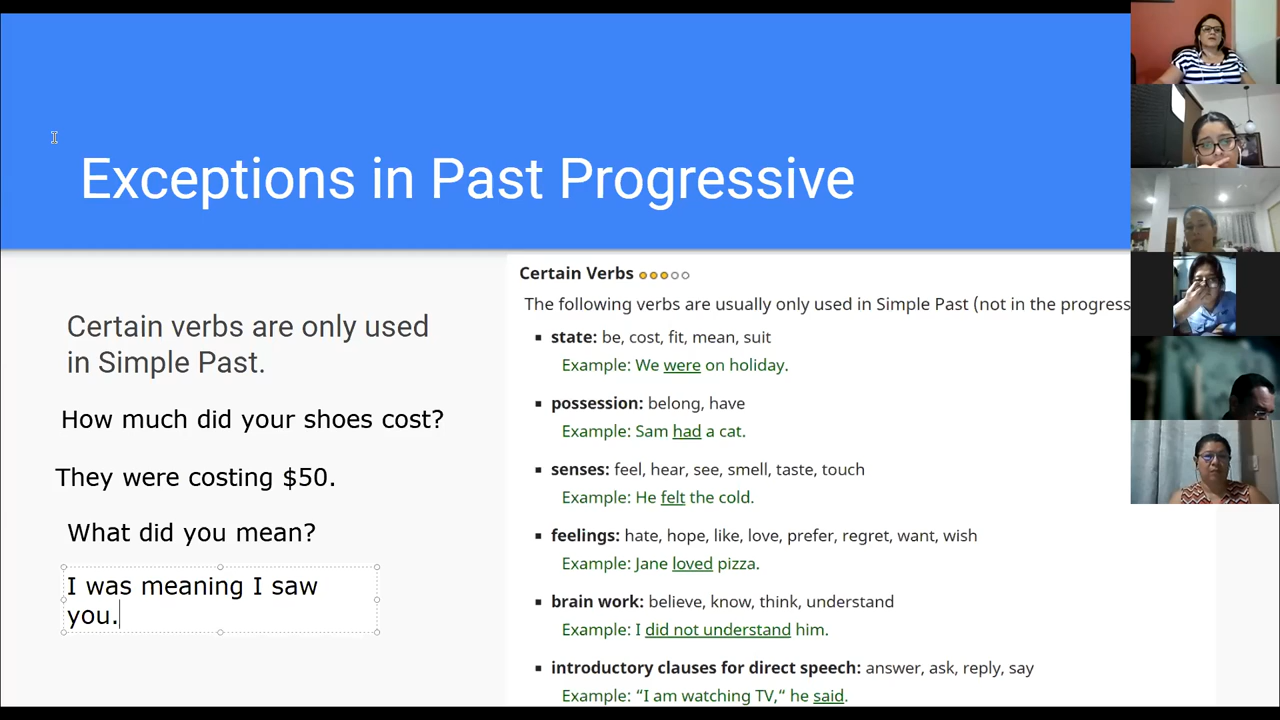 Exceptions in Past Progressive
Certain verbs are only used
in Simple Past.
How much did your shoes cost?
They were costing $50.
What did you mean?
I was meaning I saw
you.
Certain Verbs
The following verbs are usually only used in Simple Past (not in the progress
▪ state: be, cost, fit, mean, suit
Example: We were on holiday.
▪ possession: belong, have
Example: Sam had a cat.
▪ senses: feel, hear, see, smell, taste, touch
Example: He felt the cold.
▪ feelings: hate, hope, like, love, prefer, regret, want, wish
Example: Jane loved pizza.
▪ brain work: believe, know, think, understand
Example: I did not understand him.
▪ introductory clauses for direct speech: answer, ask, reply, say
Example: “I am watching TV,“ he said.